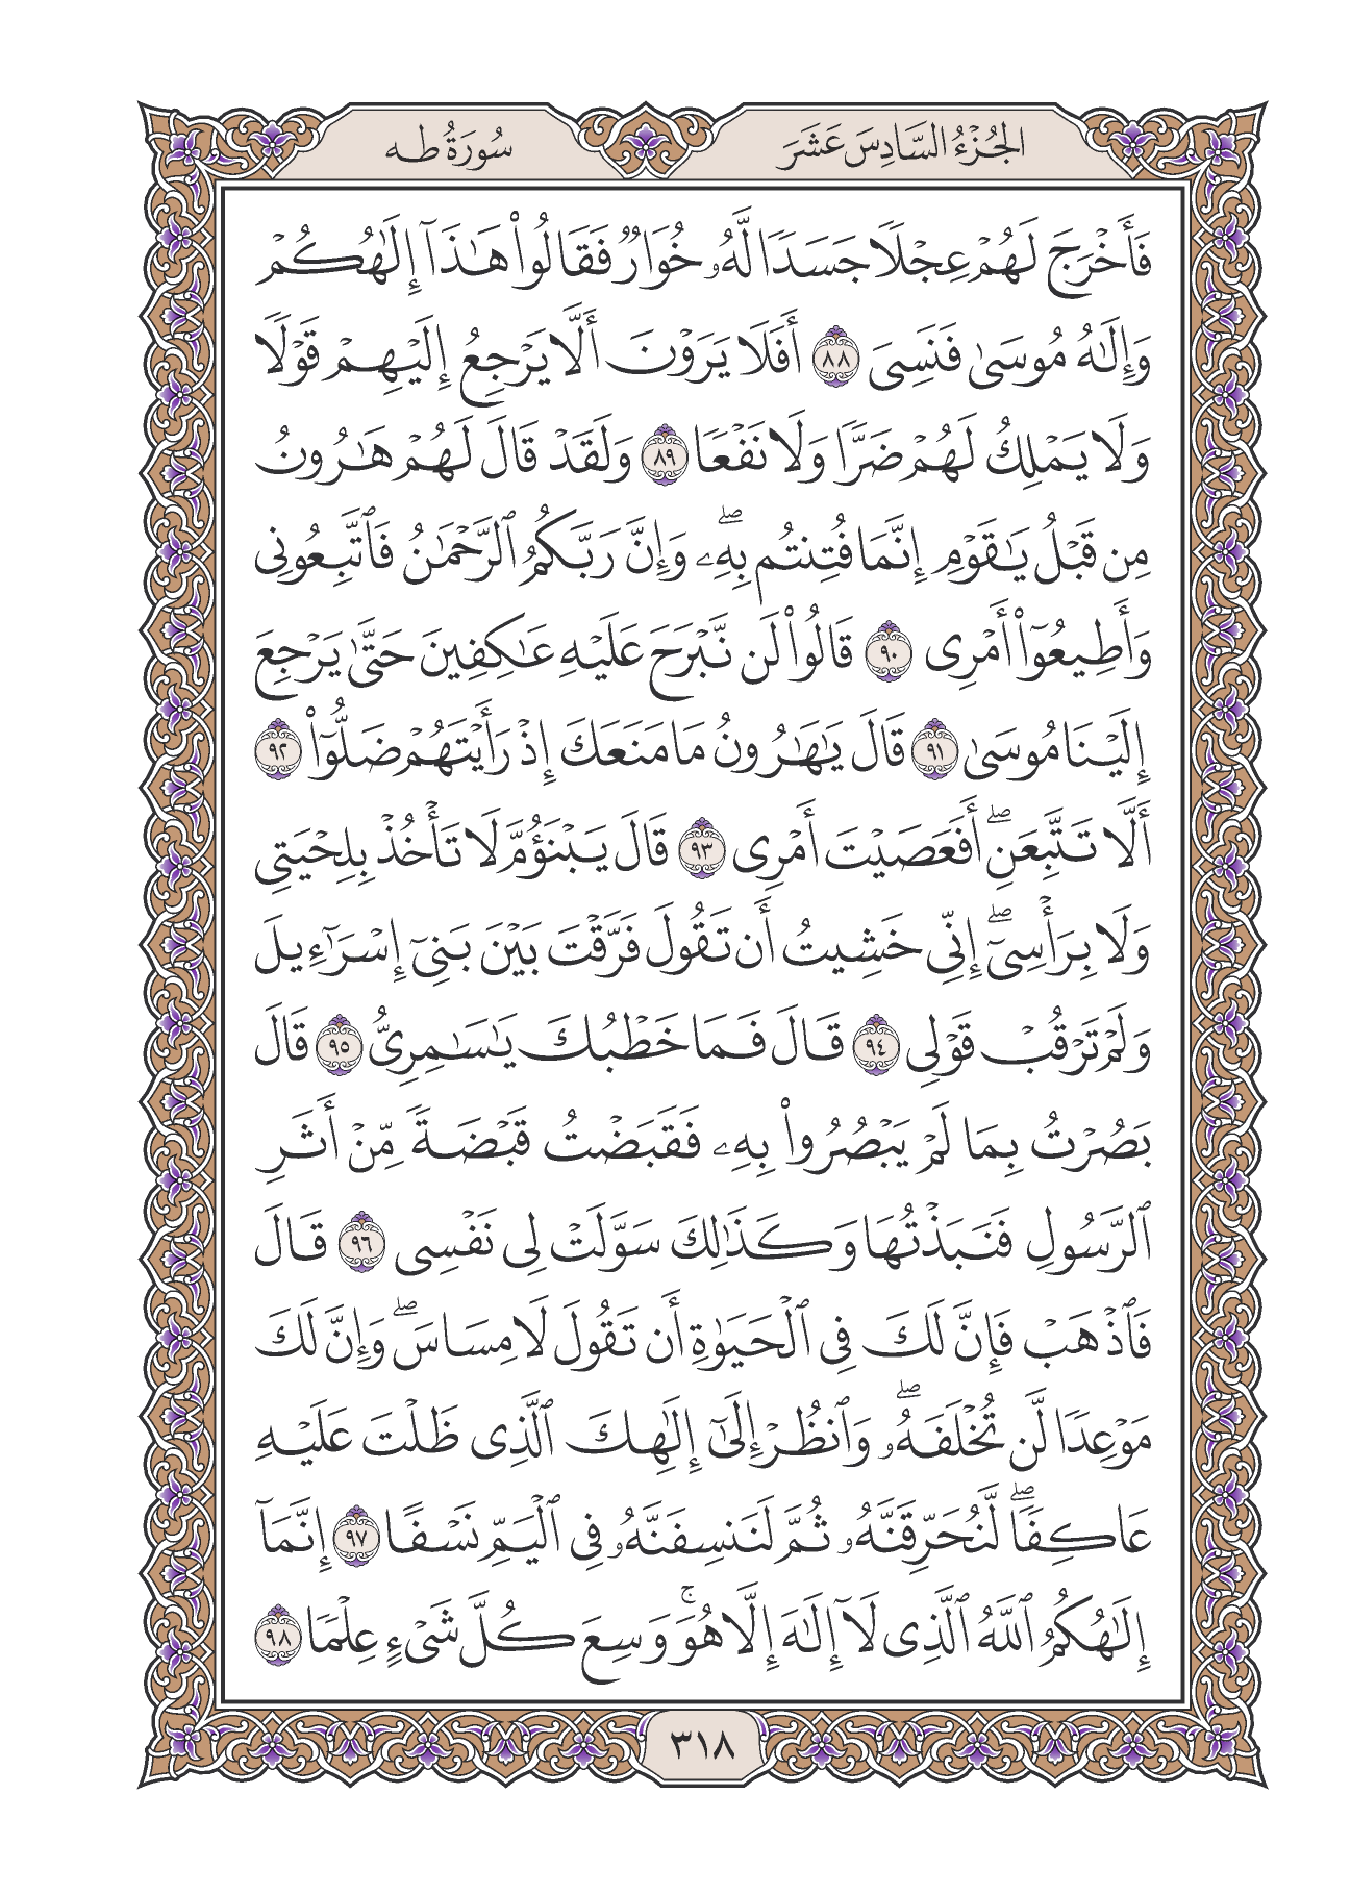 الجُزْءُ السَّادِسَ عَشَرَ
سُورَةُ طه
فَأَخْرَجَ لَهُمْ عِجْلًا جَسَدًا لَّهُۥ خُوَارٌ فَقَالُوا۟ هَـٰذَآ إِلَـٰهُكُمْ
وَإِلَـٰهُ مُوسَىٰ فَنَسِىَ ٨٨ أَفَلَا يَرَوْنَ أَلَّا يَرْجِعُ إِلَيْهِمْ قَوْلًا
وَلَا يَمْلِكُ لَهُمْ ضَرًّا وَلَا نَفْعًا ٨٩ وَلَقَدْ قَالَ لَهُمْ هَـٰرُونُ
مِن قَبْلُ يَـٰقَوْمِ إِنَّمَا فُتِنتُم بِهِۦ ۖ وَإِنَّ رَبَّكُمُ ٱلرَّحْمَـٰنُ فَٱتَّبِعُونِى
وَأَطِيعُوٓا۟ أَمْرِى ٩٠ قَالُوا۟ لَن نَّبْرَحَ عَلَيْهِ عَـٰكِفِينَ حَتَّىٰ يَرْجِعَ
إِلَيْنَا مُوسَىٰ ٩١ قَالَ يَـٰهَـٰرُونُ مَا مَنَعَكَ إِذْ رَأَيْتَهُمْ ضَلُّوٓا۟ ٩٢
أَلَّا تَتَّبِعَنِ ۖ أَفَعَصَيْتَ أَمْرِى ٩٣ قَالَ يَبْنَؤُمَّ لَا تَأْخُذْ بِلِحْيَتِى
وَلَا بِرَأْسِىٓ ۖ إِنِّى خَشِيتُ أَن تَقُولَ فَرَّقْتَ بَيْنَ بَنِىٓ إِسْرَٰٓءِيلَ
وَلَمْ تَرْقُبْ قَوْلِى ٩٤ قَالَ فَمَا خَطْبُكَ يَـٰسَـٰمِرِىُّ ٩٥ قَالَ
بَصُرْتُ بِمَا لَمْ يَبْصُرُوا۟ بِهِۦ فَقَبَضْتُ قَبْضَةً مِّنْ أَثَرِ
ٱلرَّسُولِ فَنَبَذْتُهَا وَكَذَٰلِكَ سَوَّلَتْ لِى نَفْسِى ٩٦ قَالَ
فَٱذْهَبْ فَإِنَّ لَكَ فِى ٱلْحَيَوٰةِ أَن تَقُولَ لَا مِسَاسَ ۖ وَإِنَّ لَكَ
مَوْعِدًا لَّن تُخْلَفَهُۥ ۖ وَٱنظُرْ إِلَىٰٓ إِلَـٰهِكَ ٱلَّذِى ظَلْتَ عَلَيْهِ
عَاكِفًا ۖ لَّنُحَرِّقَنَّهُۥ ثُمَّ لَنَنسِفَنَّهُۥ فِى ٱلْيَمِّ نَسْفًا ٩٧ إِنَّمَآ
إِلَـٰهُكُمُ ٱللَّهُ ٱلَّذِى لَآ إِلَـٰهَ إِلَّا هُوَ ۚ وَسِعَ كُلَّ شَىْءٍ عِلْمًا ٩٨
٣١٨